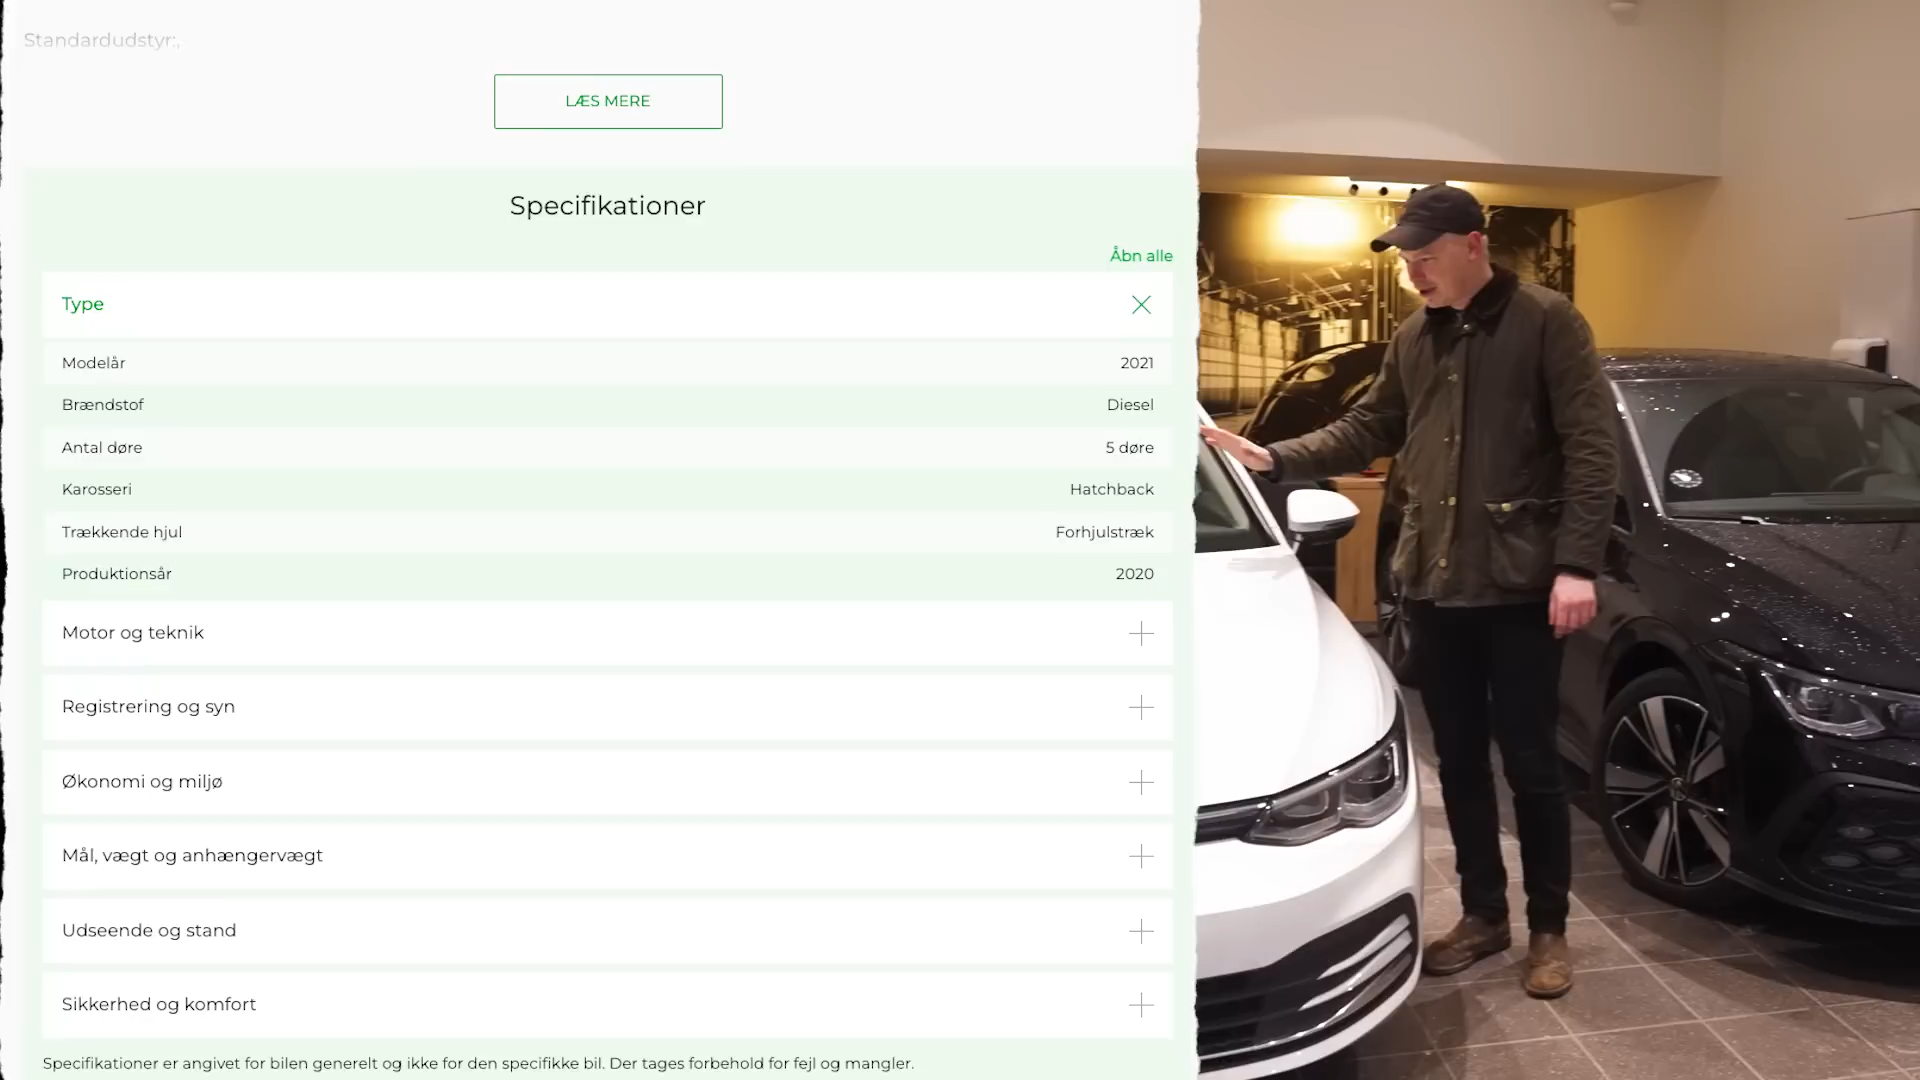 Standardudstyr:,
LÆS MERE
Specifikationer
Åbn alle
Type
Modelår 2021
Brændstof Diesel
Antal døre 5 døre
Karosseri Hatchback
Trækkende hjul Forhjulstræk
Produktionsår 2020
Motor og teknik
Registrering og syn
Økonomi og miljø
Mål, vægt og anhængervægt
Udseende og stand
Sikkerhed og komfort
Specifikationer er angivet for bilen generelt og ikke for den specifikke bil. Der tages forbehold for fejl og mangler.